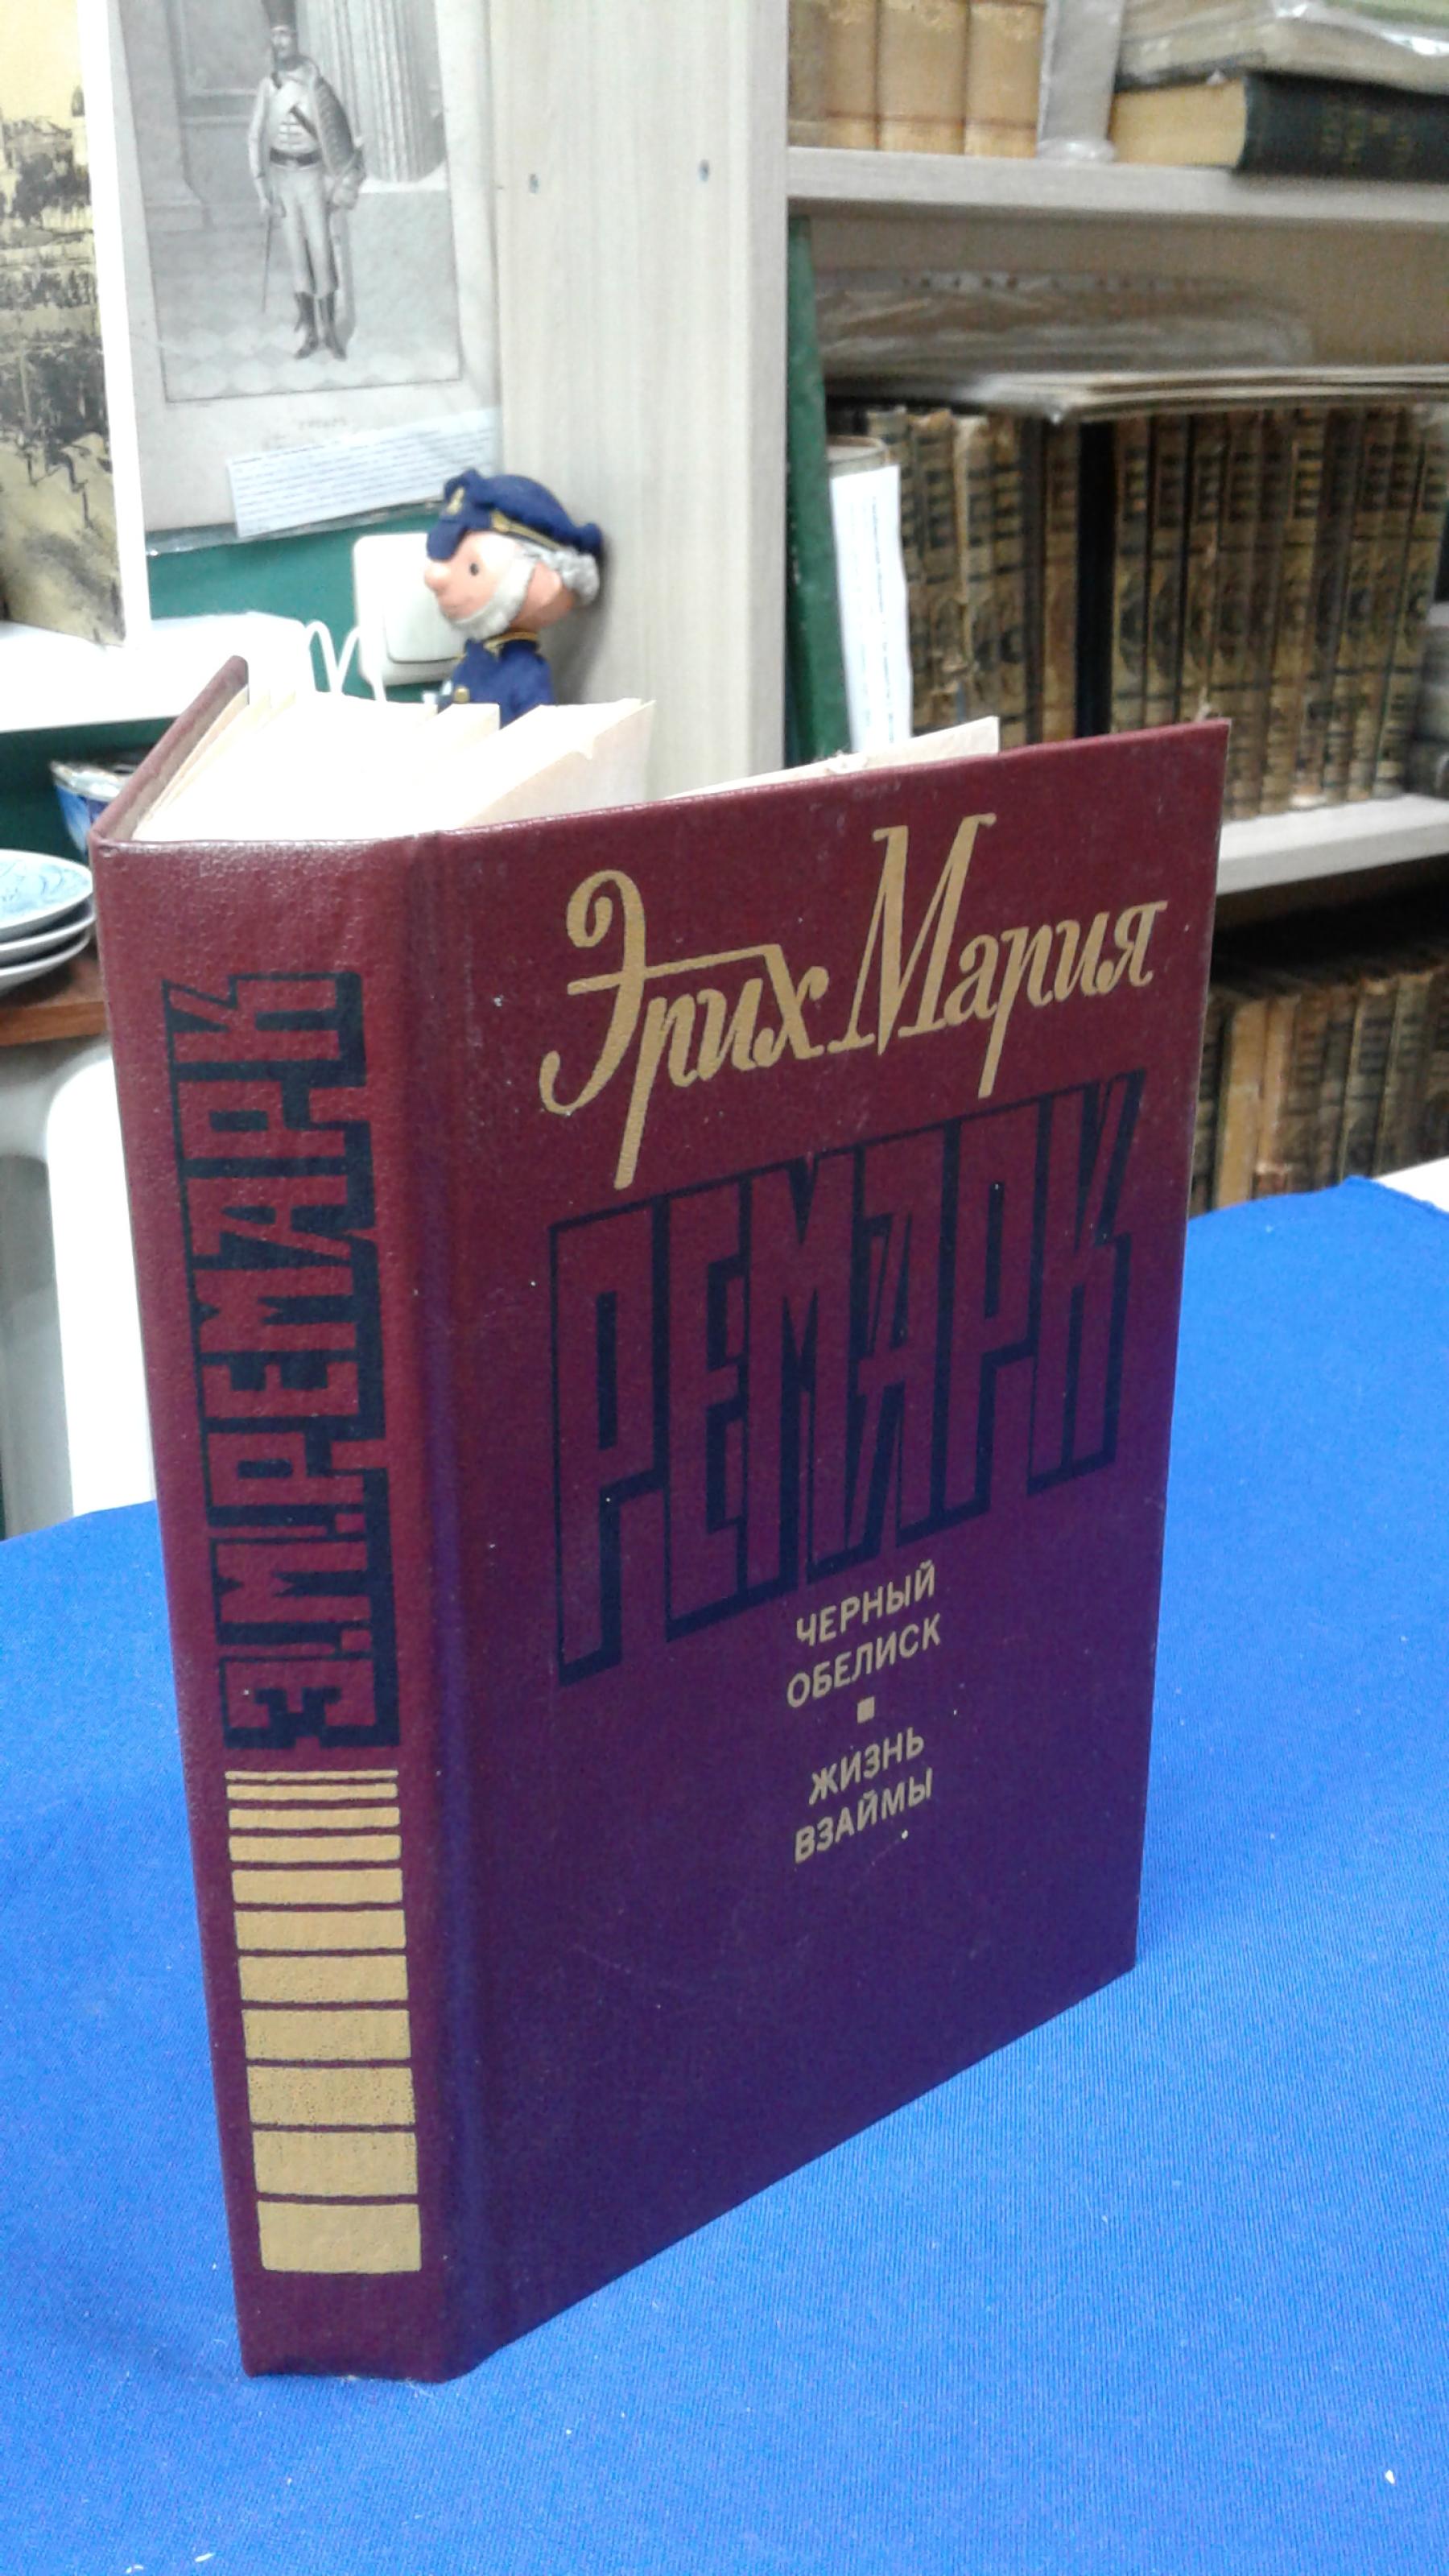 Э.М.РЕМАРК
Эрих Мария
РЕМАРК
ЧЕРНЫЙ
ОБЕЛИСК
ЖИЗНЬ
ВЗАЙМЫ